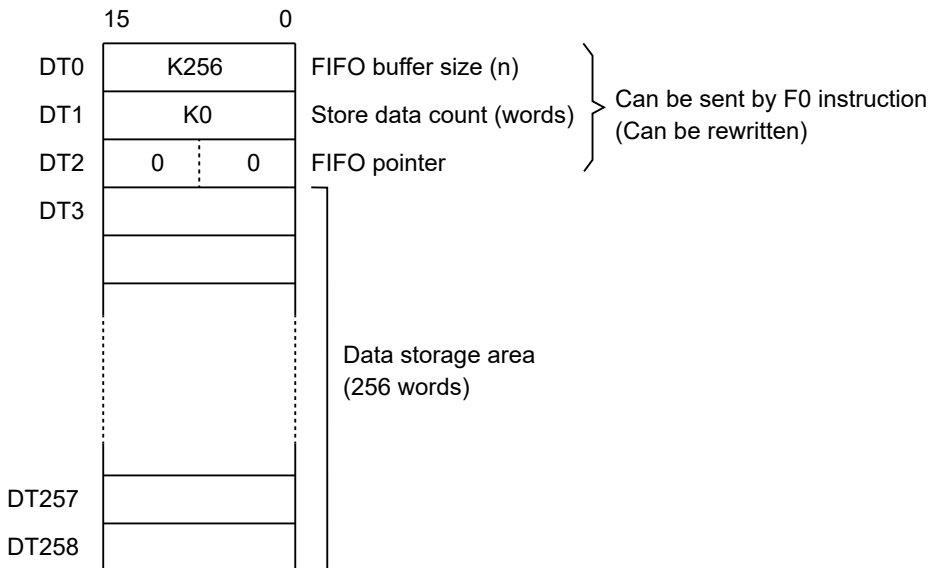 15 0
DT0 K256 FIFO buffer size (n)
DT1 K0 Store data count (words)
Can be sent by F0 instruction
(Can be rewritten)
DT2 0 0 FIFO pointer
DT3
Data storage area
(256 words)
DT257
DT258